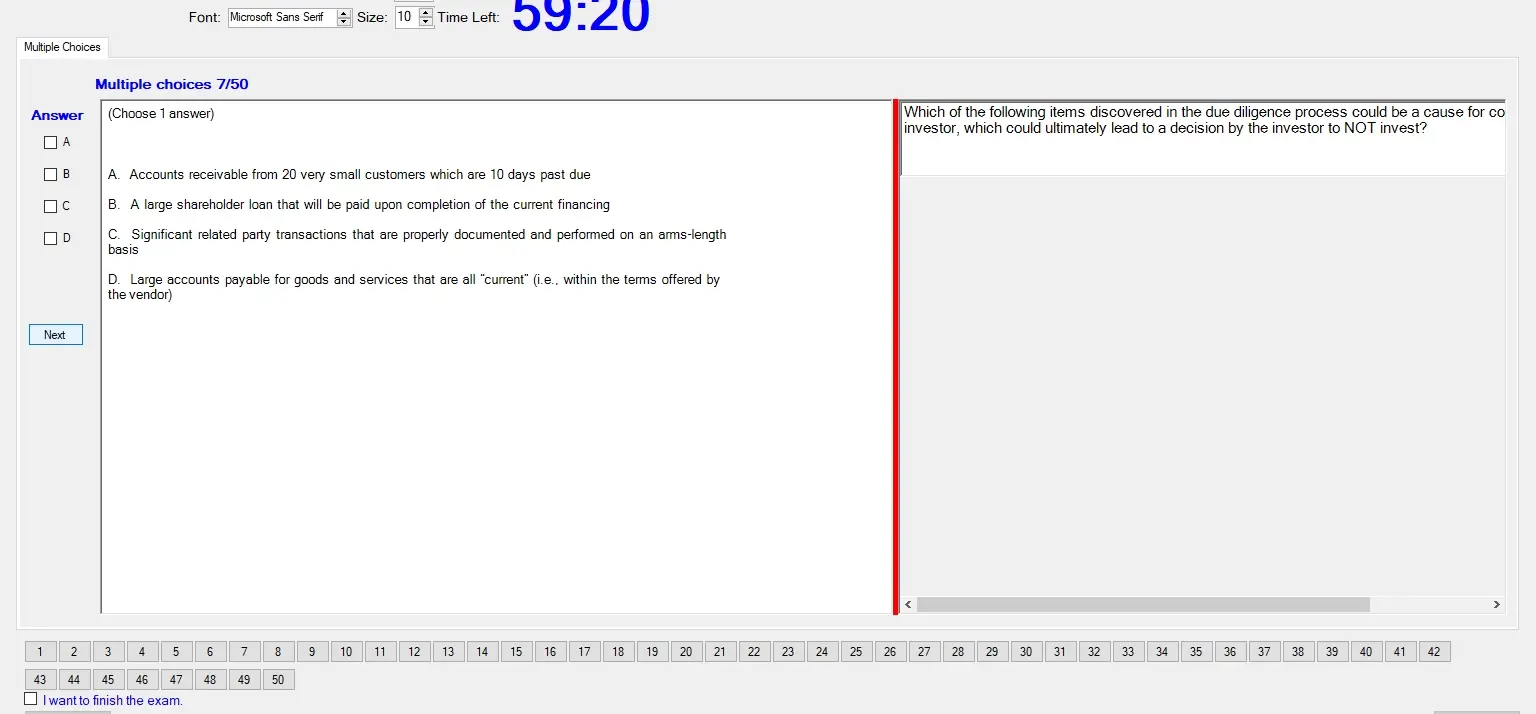 Font: Microsoft Sans Serif Size: 10 Time Left: 59:20
Multiple Choices
Multiple choices 7/50
Answer
A
B
C
D
Next
(Choose 1 answer)
A. Accounts receivable from 20 very small customers which are 10 days past due
B. A large shareholder loan that will be paid upon completion of the current financing
C. Significant related party transactions that are properly documented and performed on an arms-length
basis
D. Large accounts payable for goods and services that are all "current" (i.e., within the terms offered by
the vendor)
Which of the following items discovered in the due diligence process could be a cause for co
investor, which could ultimately lead to a decision by the investor to NOT invest?
1 2 3 4 5 6 7 8 9 10 11 12 13 14 15 16 17 18 19 20 21 22 23 24 25 26 27 28 29 30 31 32 33 34 35 36 37 38 39 40 41 42
43 44 45 46 47 48 49 50
I want to finish the exam.